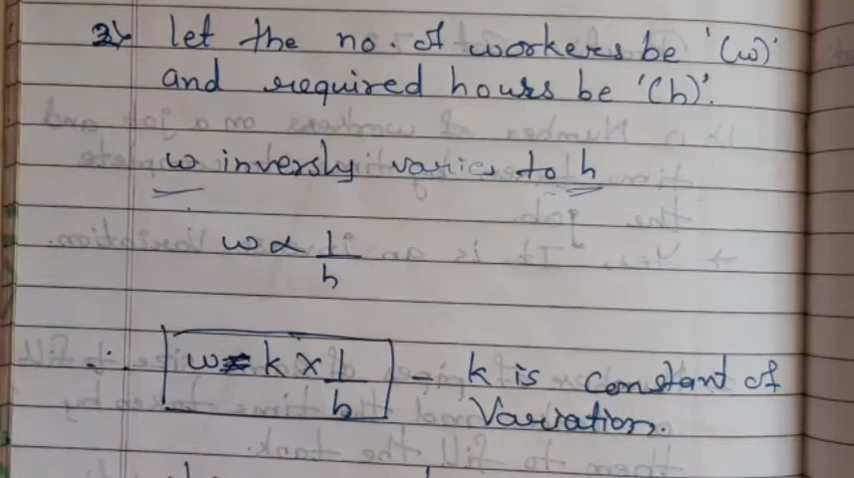 2) let the no. of workers be '(w)'
and required hours be '(h)'.
w inversly varies to h
w ∝ 1/h
∴ w = k × 1/h - k is constant of
Variation.